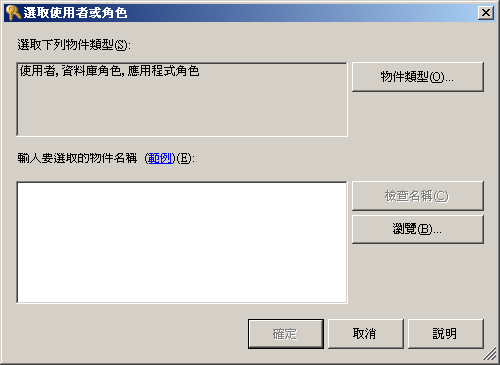 選取使用者或角色
選取下列物件類型(S):
使用者, 資料庫角色, 應用程式角色
物件類型(O)...
輸入要選取的物件名稱 (範例)(E):
檢查名稱(C)
瀏覽(B)...
確定
取消
說明